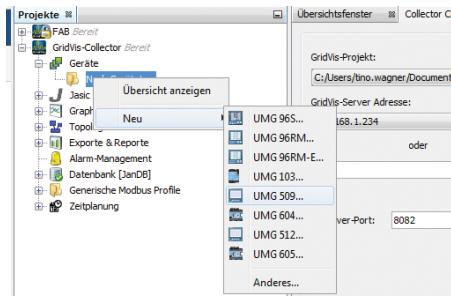 Projekte
FAB Bereit
GridVis-Collector Bereit
Geräte
Jasic
Graph
Topolog
Exporte & Reporte
Alarm-Management
Datenbank [JanDB]
Generische Modbus Profile
Zeitplanung
Übersicht anzeigen
Neu
UMG 96S...
UMG 96RM...
UMG 96RM-E...
UMG 103...
UMG 509...
UMG 604...
UMG 512...
UMG 605...
Anderes...
Übersichtsfenster
Collector C
GridVis-Projekt:
C:/Users/tino.wagner/Document
GridVis-Server Adresse:
168.1.234
oder
ver-Port:
8082